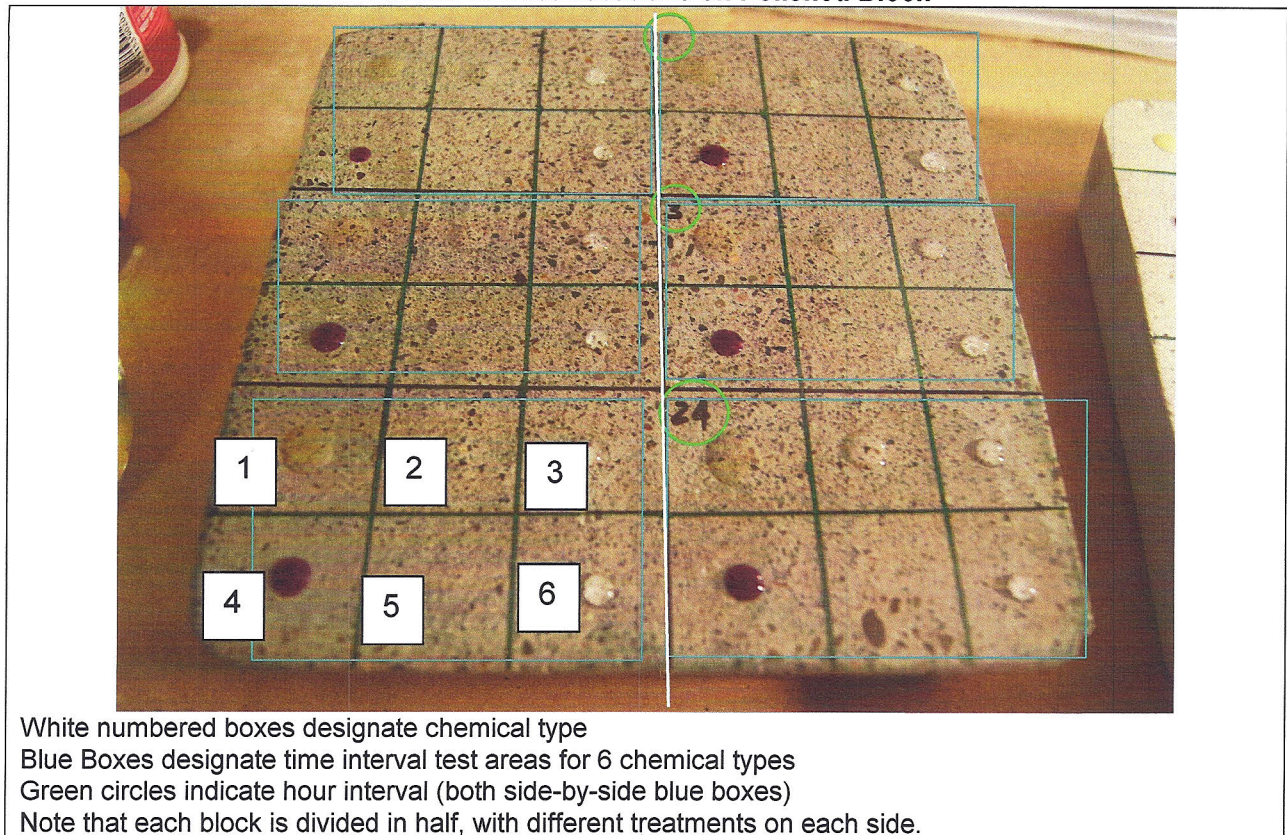 5
24
1 2 3
4 5 6
White numbered boxes designate chemical type
Blue Boxes designate time interval test areas for 6 chemical types
Green circles indicate hour interval (both side-by-side blue boxes)
Note that each block is divided in half, with different treatments on each side.